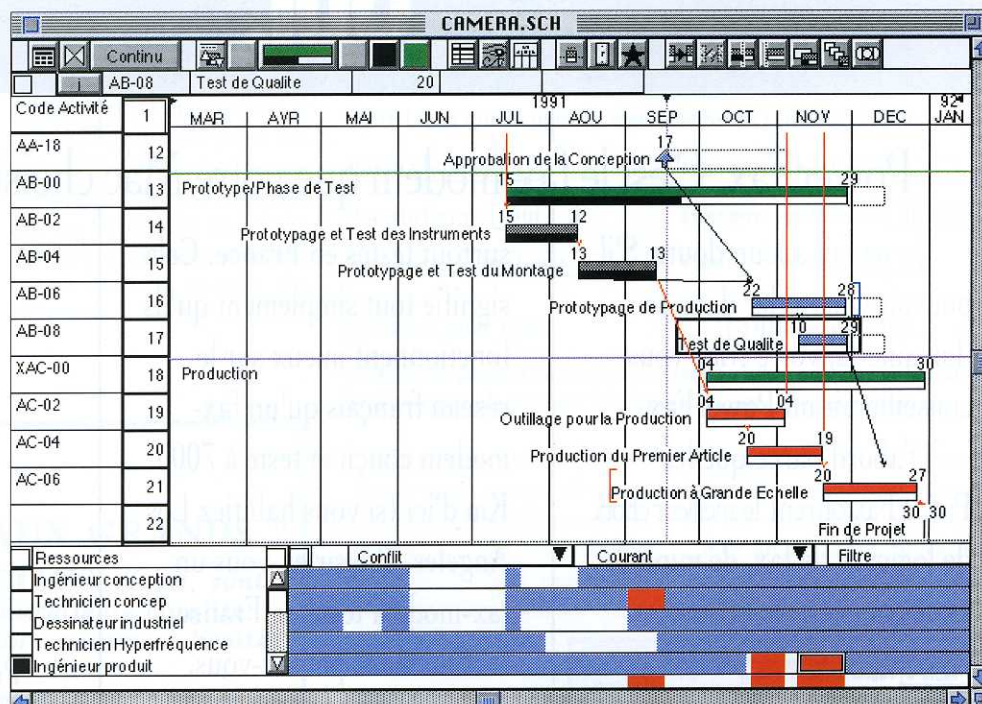 CAMERA.SCH
Continu
AB-08 Test de Qualite 20
Code Activité 1 1991 92
MAR AVR MAI JUN JUL AOU SEP OCT NOV DEC JAN
AA-18 12 Approbation de la Conception 17
AB-00 13 Prototype/Phase de Test 15 29
AB-02 14 Prototypage et Test des Instruments 15 12
AB-04 15 Prototypage et Test du Montage 13 13
AB-06 16 Prototypage de Production 22 28
AB-08 17 Test de Qualite 10 29
XAC-00 18 Production 04 30
AC-02 19 Outillage pour la Production 04 04
AC-04 20 Production du Premier Article 20 19
AC-06 21 Production à Grande Echelle 20 27
22 Fin de Projet 30 30
Ressources Conflit Courant Filtre
Ingénieur conception
Technicien concep
Dessinateur industriel
Technicien Hyperfréquence
Ingénieur produit